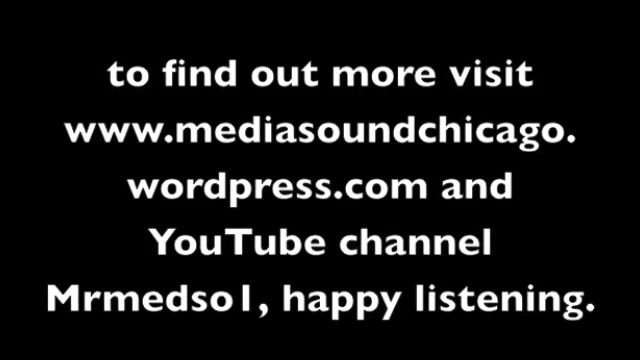 to find out more visit
www.mediasoundchicago.
wordpress.com and
YouTube channel
Mrmedso1, happy listening.